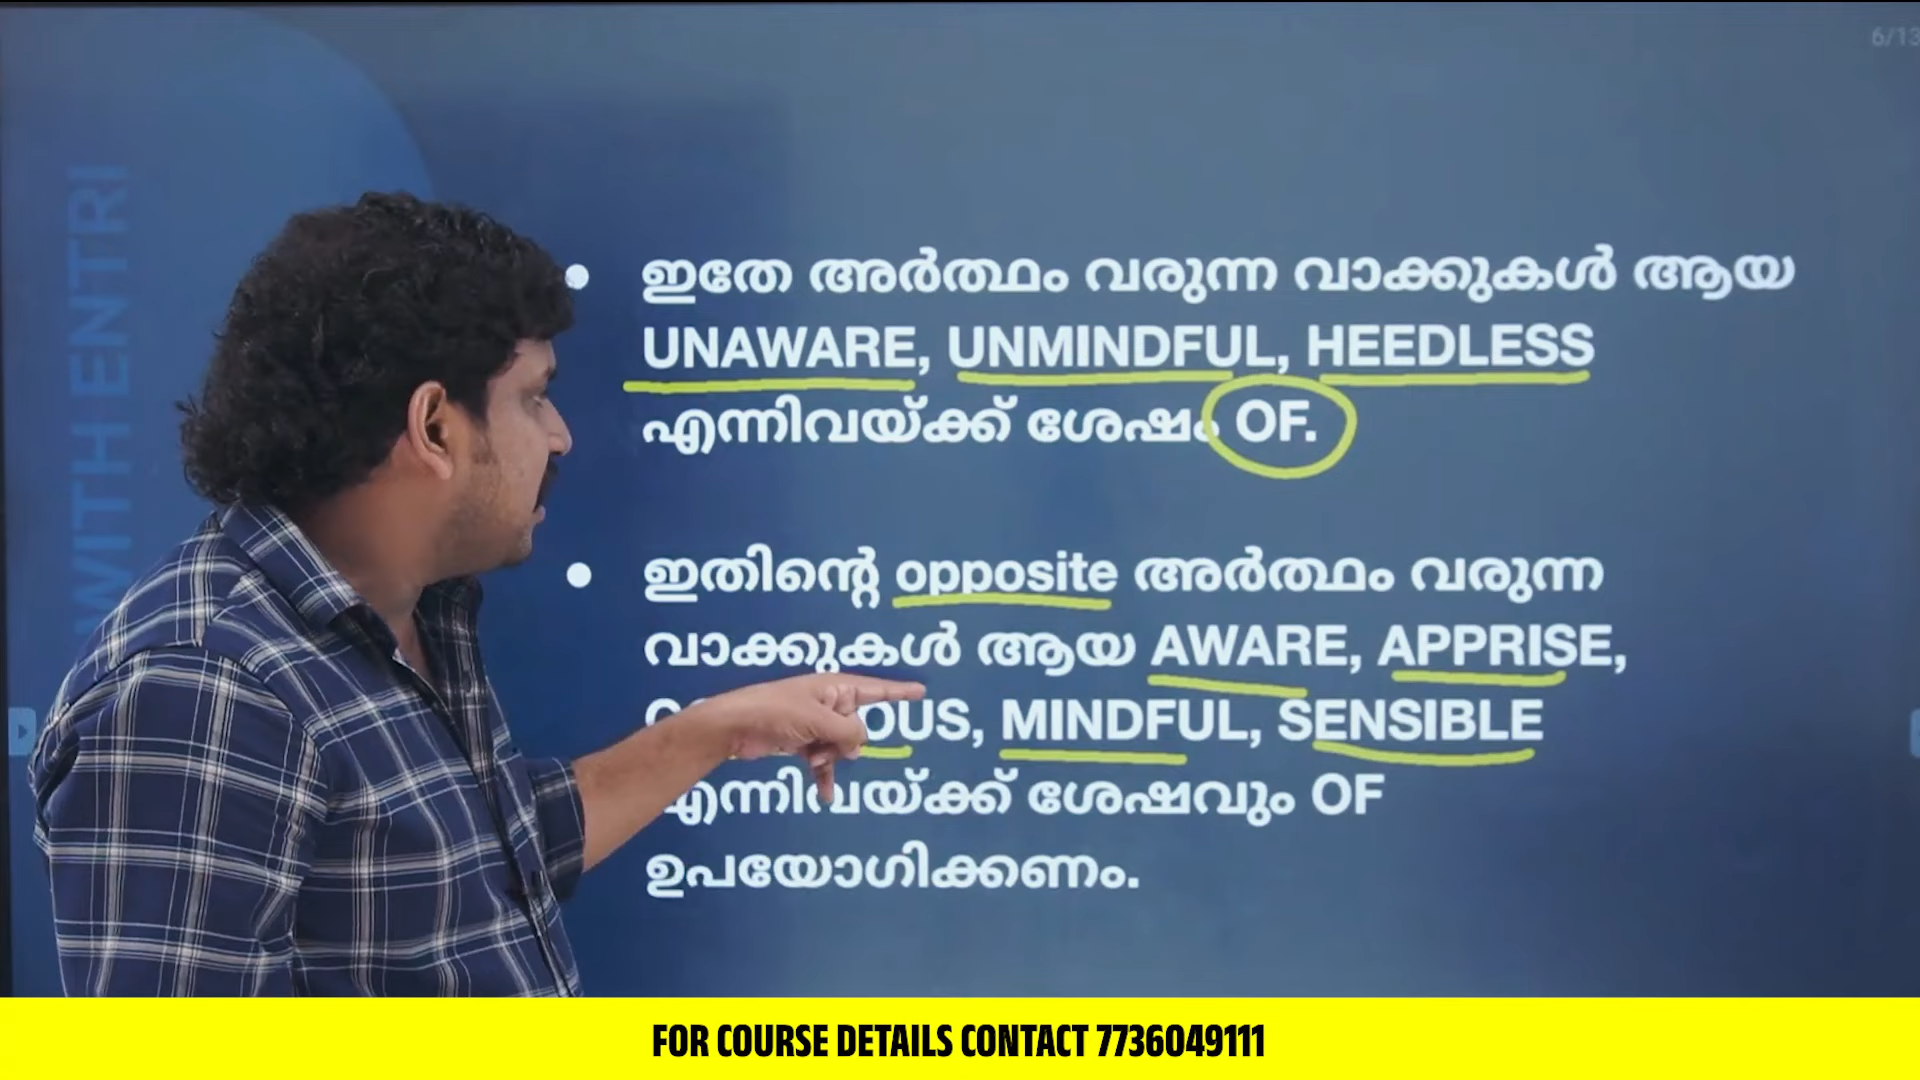 6/13
WITH ENTRI
• ഇതേ അർത്ഥം വരുന്ന വാക്കുകൾ ആയ
UNAWARE, UNMINDFUL, HEEDLESS
എന്നിവയ്ക്ക് ശേഷം OF.
• ഇതിന്റെ opposite അർത്ഥം വരുന്ന
വാക്കുകൾ ആയ AWARE, APPRISE,
MINDFUL, SENSIBLE
എന്നിവയ്ക്ക് ശേഷവും OF
ഉപയോഗിക്കണം.
FOR COURSE DETAILS CONTACT 7736049111